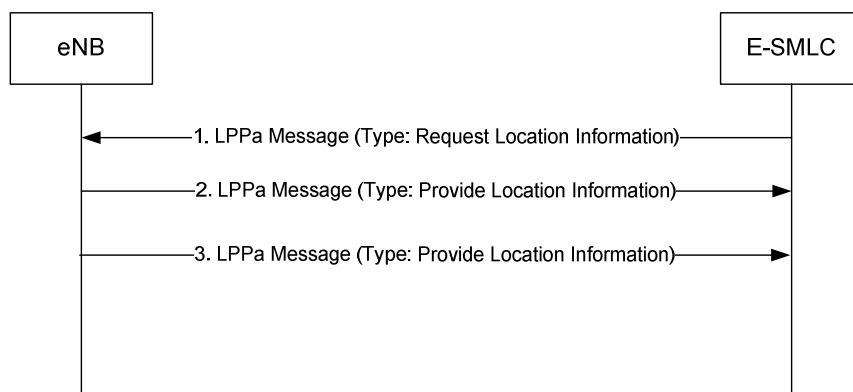 eNB
E-SMLC
1. LPPa Message (Type: Request Location Information)
2. LPPa Message (Type: Provide Location Information)
3. LPPa Message (Type: Provide Location Information)